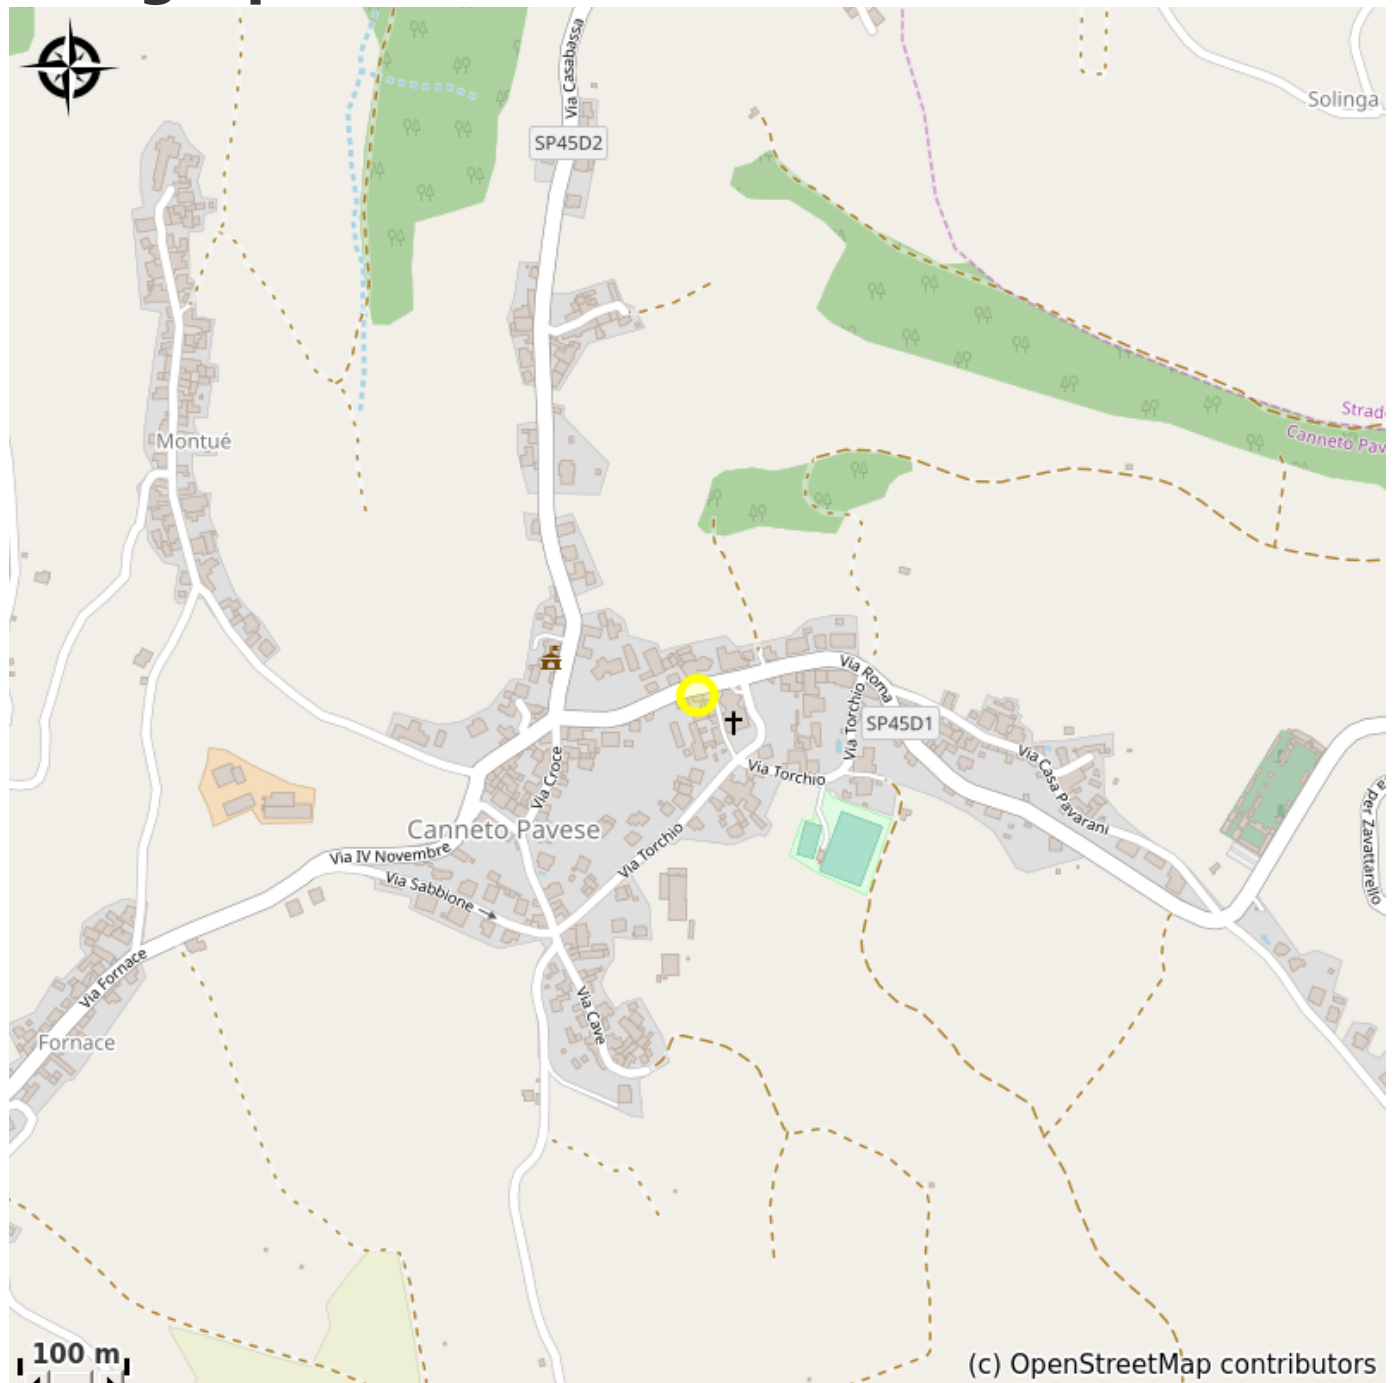 Via Casabassa
SP45D2
Solinga
Montué
Canneto Pav
Via Roma
Via Torchio
SP45D1
Via Croce
Via Torchio
Via Casa Pavarani
per Zavattarello
Canneto Pavese
Via IV Novembre
Via Torchio
Via Sabbione
Via Fornace
Via Cave
Fornace
100 m
(c) OpenStreetMap contributors